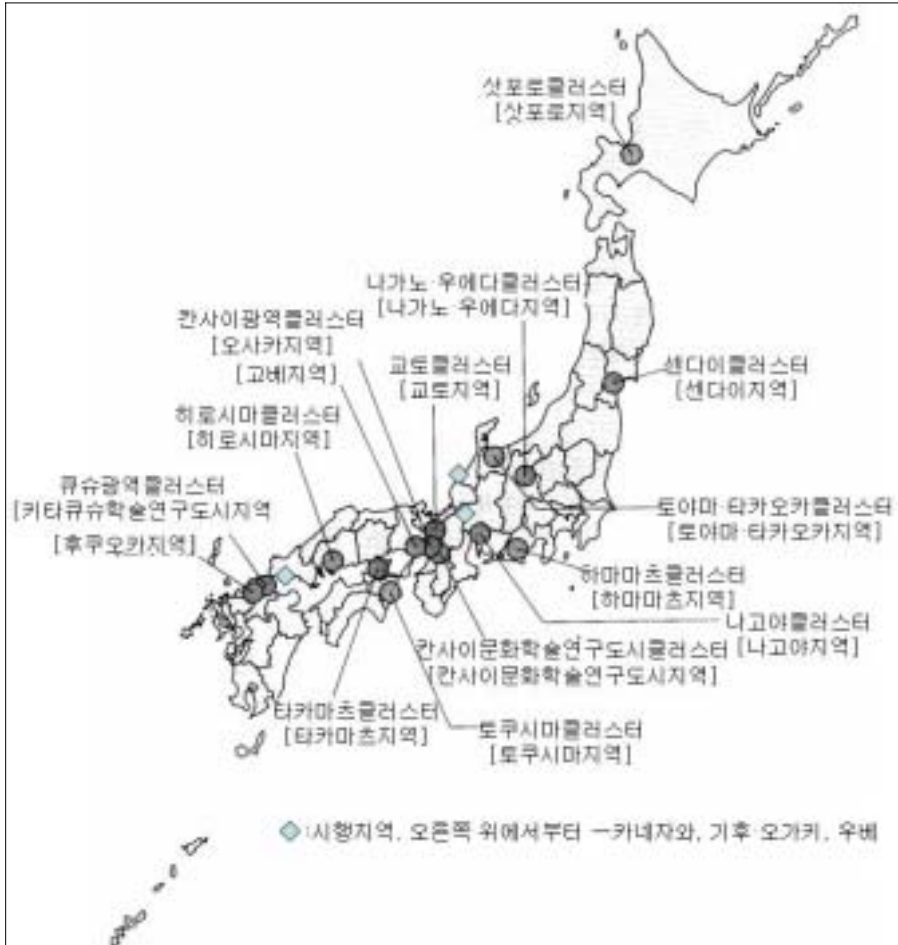 삿포로클러스터
[삿포로지역]
나가노·우에다클러스터
[나가노·우에다지역]
칸사이광역클러스터
[오사카지역]
[고베지역]
교토클러스터
[교토지역]
센다이클러스터
[센다이지역]
히로시마클러스터
[히로시마지역]
큐슈광역클러스터
[키타큐슈학술연구도시지역
[후쿠오카지역]
토야마·타카오카클러스터
[토야마·타카오카지역]
하마마츠클러스터
[하마마츠지역]
나고야클러스터
[나고야지역]
칸사이문화학술연구도시클러스터
[칸사이문화학술연구도시지역]
타카마츠클러스터
[타카마츠지역]
토쿠시마클러스터
[토쿠시마지역]
:시행지역. 오른쪽 위에서부터 ー카네자와, 기후·오가키, 우베